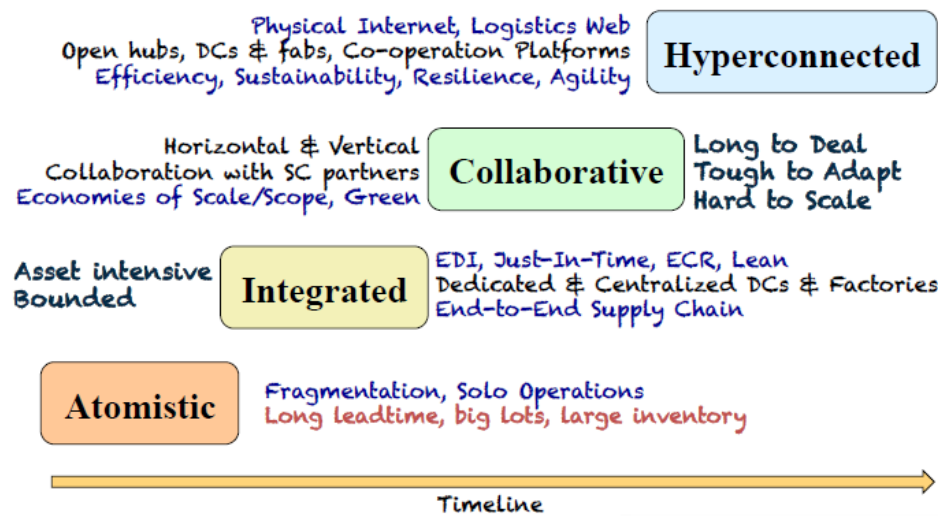 Physical Internet, Logistics Web
Open hubs, DCs & fabs, Co-operation Platforms
Efficiency, Sustainability, Resilience, Agility
Hyperconnected
Horizontal & Vertical
Collaboration with SC partners
Economies of Scale/Scope, Green
Collaborative
Long to Deal
Tough to Adapt
Hard to Scale
Asset intensive
Bounded
Integrated
EDI, Just-In-Time, ECR, Lean
Dedicated & Centralized DCs & Factories
End-to-End Supply Chain
Atomistic
Fragmentation, Solo Operations
Long leadtime, big lots, large inventory
Timeline